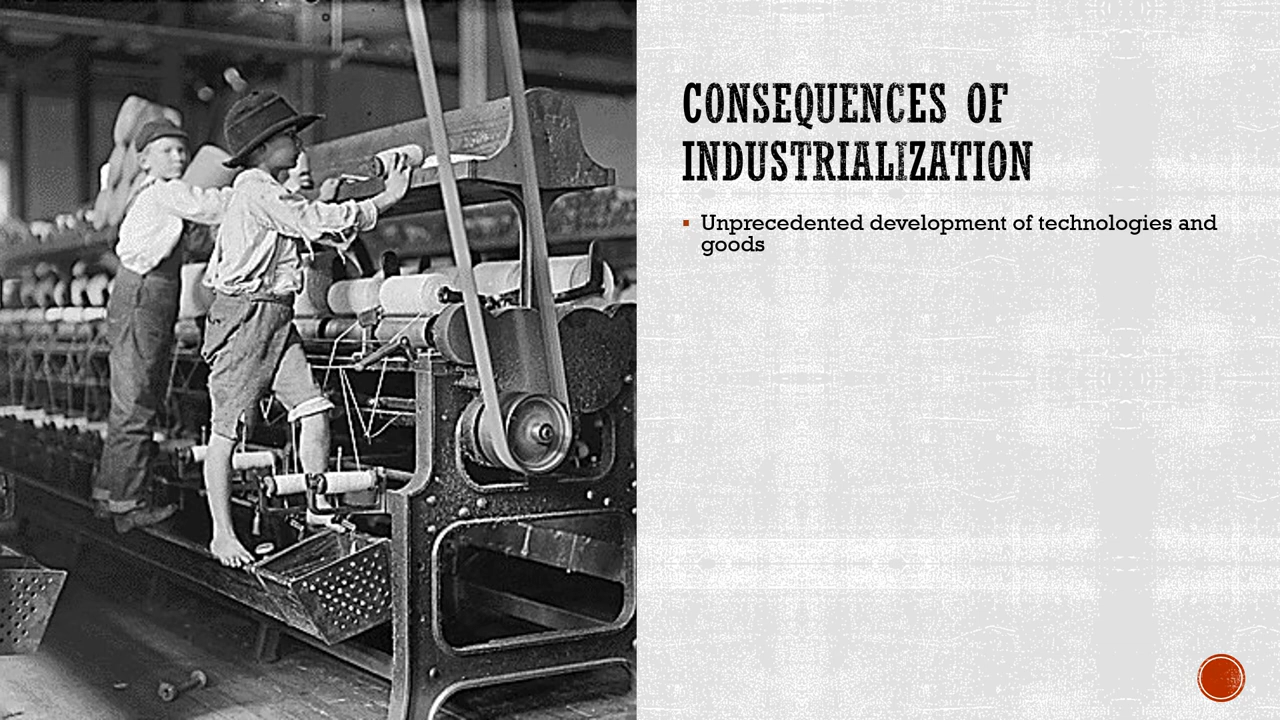 CONSEQUENCES OF
INDUSTRIALIZATION
Unprecedented development of technologies and
goods